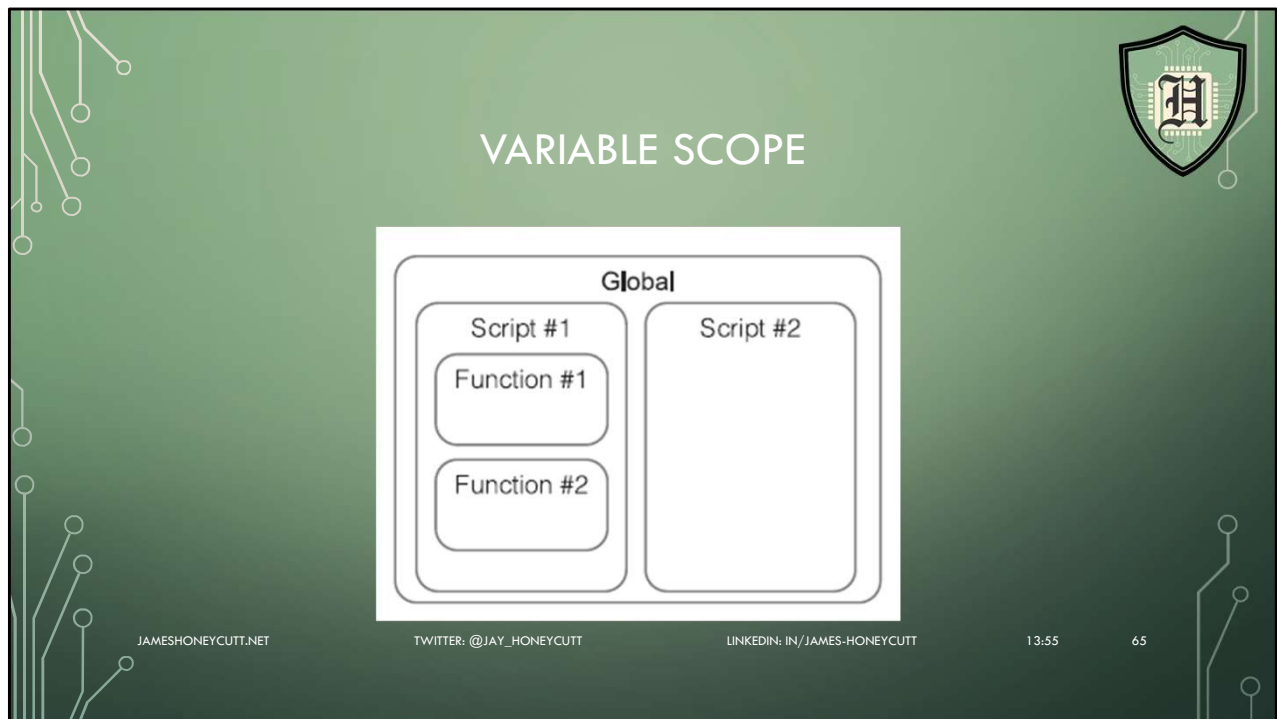 VARIABLE SCOPE
H
Global
Script #1 Script #2
Function #1
Function #2
JAMESHONEYCUTT.NET TWITTER: @JAY_HONEYCUTT LINKEDIN: IN/JAMES-HONEYCUTT 13:55 65